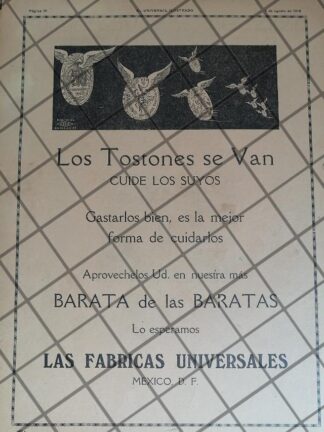 EL UNIVERSAL ILUSTRADO
Los Tostones se Van
CUIDE LOS SUYOS
Gastarlos bien, es la mejor
forma de cuidarlos
Aprovechelos Ud. en nuestra más
BARATA de las BARATAS
Lo esperamos
LAS FABRICAS UNIVERSALES
MEXICO, D. F.